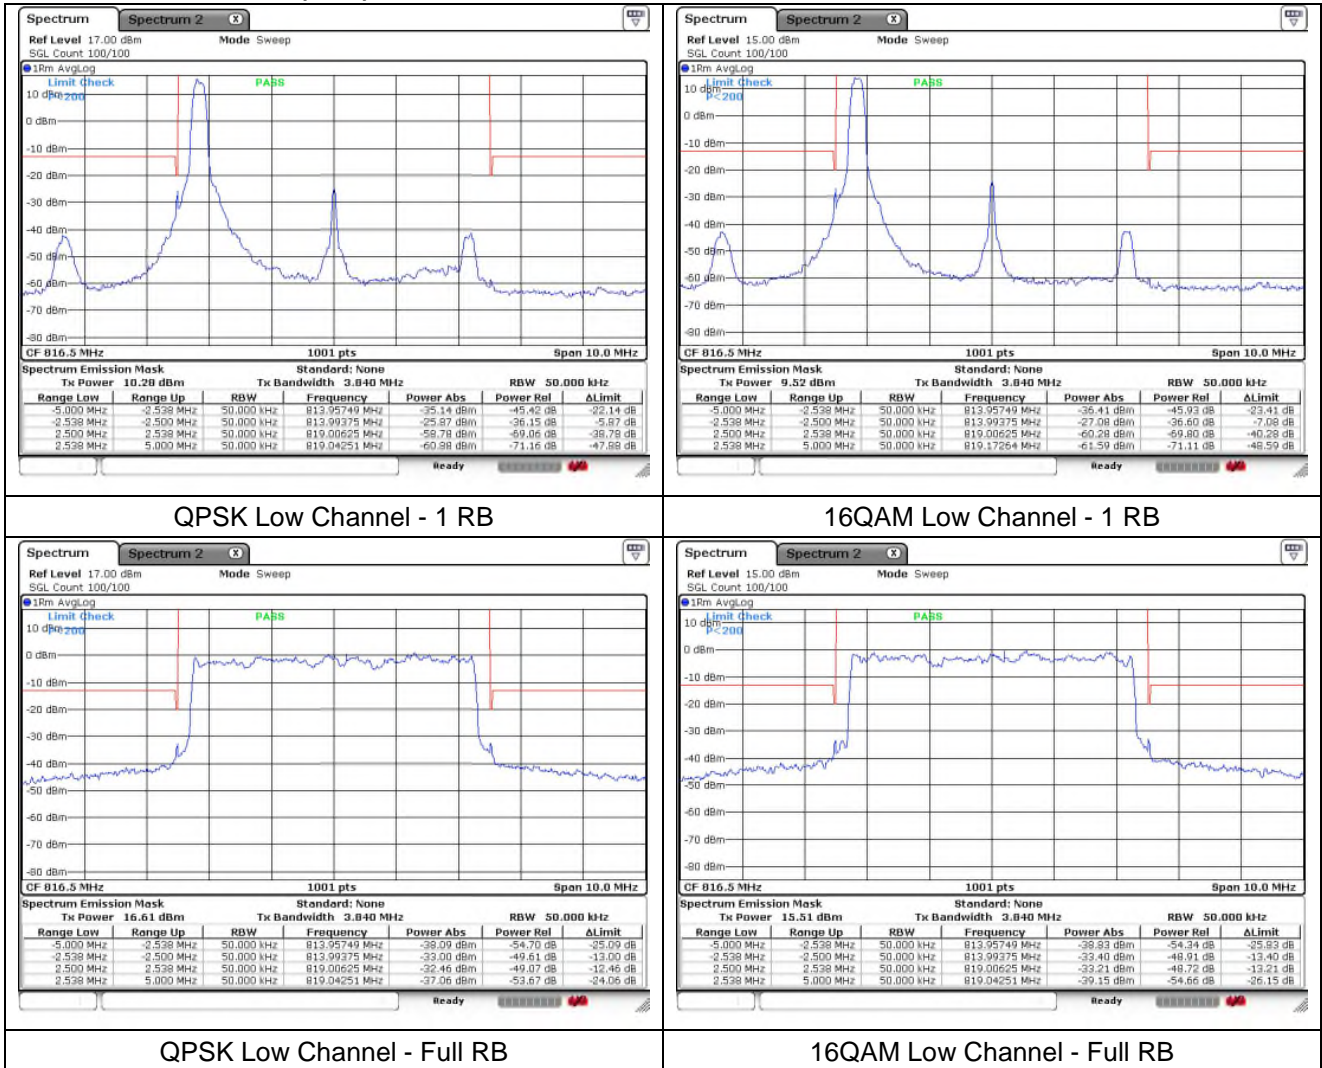 Spectrum Spectrum 2 X
Ref Level 17.00 dBm Mode Sweep
SGL Count 100/100
1Rm AvgLog
Limit Check PASS
P<200
10 dBm
0 dBm
-10 dBm
-20 dBm
-30 dBm
-40 dBm
-50 dBm
-60 dBm
-70 dBm
-80 dBm
CF 816.5 MHz 1001 pts Span 10.0 MHz
Spectrum Emission Mask Standard: None
Tx Power 10.28 dBm Tx Bandwidth 3.840 MHz RBW 50.000 kHz
Range Low Range Up RBW Frequency Power Abs Power Rel ΔLimit
-5.000 MHz -2.538 MHz 50.000 kHz 813.95749 MHz -35.14 dBm -45.42 dB -22.14 dB
-2.538 MHz -2.500 MHz 50.000 kHz 813.99375 MHz -25.87 dBm -36.15 dB -5.87 dB
2.500 MHz 2.538 MHz 50.000 kHz 819.00625 MHz -58.78 dBm -69.06 dB -38.78 dB
2.538 MHz 5.000 MHz 50.000 kHz 819.04251 MHz -60.88 dBm -71.16 dB -47.88 dB
Ready
QPSK Low Channel - 1 RB
Spectrum Spectrum 2 X
Ref Level 15.00 dBm Mode Sweep
SGL Count 100/100
1Rm AvgLog
Limit Check PASS
P<200
10 dBm
0 dBm
-10 dBm
-20 dBm
-30 dBm
-40 dBm
-50 dBm
-60 dBm
-70 dBm
-80 dBm
CF 816.5 MHz 1001 pts Span 10.0 MHz
Spectrum Emission Mask Standard: None
Tx Power 9.52 dBm Tx Bandwidth 3.840 MHz RBW 50.000 kHz
Range Low Range Up RBW Frequency Power Abs Power Rel ΔLimit
-5.000 MHz -2.538 MHz 50.000 kHz 813.95749 MHz -36.41 dBm -45.93 dB -23.41 dB
-2.538 MHz -2.500 MHz 50.000 kHz 813.99375 MHz -27.08 dBm -36.60 dB -7.08 dB
2.500 MHz 2.538 MHz 50.000 kHz 819.00625 MHz -60.28 dBm -69.80 dB -40.28 dB
2.538 MHz 5.000 MHz 50.000 kHz 819.17264 MHz -61.59 dBm -71.11 dB -48.59 dB
Ready
16QAM Low Channel - 1 RB
Spectrum Spectrum 2 X
Ref Level 17.00 dBm Mode Sweep
SGL Count 100/100
1Rm AvgLog
Limit Check PASS
P<200
10 dBm
0 dBm
-10 dBm
-20 dBm
-30 dBm
-40 dBm
-50 dBm
-60 dBm
-70 dBm
-80 dBm
CF 816.5 MHz 1001 pts Span 10.0 MHz
Spectrum Emission Mask Standard: None
Tx Power 16.61 dBm Tx Bandwidth 3.840 MHz RBW 50.000 kHz
Range Low Range Up RBW Frequency Power Abs Power Rel ΔLimit
-5.000 MHz -2.538 MHz 50.000 kHz 813.95749 MHz -38.09 dBm -54.70 dB -25.09 dB
-2.538 MHz -2.500 MHz 50.000 kHz 813.99375 MHz -33.00 dBm -49.61 dB -13.00 dB
2.500 MHz 2.538 MHz 50.000 kHz 819.00625 MHz -32.46 dBm -49.07 dB -12.46 dB
2.538 MHz 5.000 MHz 50.000 kHz 819.04251 MHz -37.06 dBm -53.67 dB -24.06 dB
Ready
QPSK Low Channel - Full RB
Spectrum Spectrum 2 X
Ref Level 15.00 dBm Mode Sweep
SGL Count 100/100
1Rm AvgLog
Limit Check PASS
P<200
10 dBm
0 dBm
-10 dBm
-20 dBm
-30 dBm
-40 dBm
-50 dBm
-60 dBm
-70 dBm
-80 dBm
CF 816.5 MHz 1001 pts Span 10.0 MHz
Spectrum Emission Mask Standard: None
Tx Power 15.51 dBm Tx Bandwidth 3.840 MHz RBW 50.000 kHz
Range Low Range Up RBW Frequency Power Abs Power Rel ΔLimit
-5.000 MHz -2.538 MHz 50.000 kHz 813.95749 MHz -38.83 dBm -54.34 dB -25.83 dB
-2.538 MHz -2.500 MHz 50.000 kHz 813.99375 MHz -33.40 dBm -48.91 dB -13.40 dB
2.500 MHz 2.538 MHz 50.000 kHz 819.00625 MHz -33.21 dBm -48.72 dB -13.21 dB
2.538 MHz 5.000 MHz 50.000 kHz 819.04251 MHz -39.15 dBm -54.66 dB -26.15 dB
Ready
16QAM Low Channel - Full RB